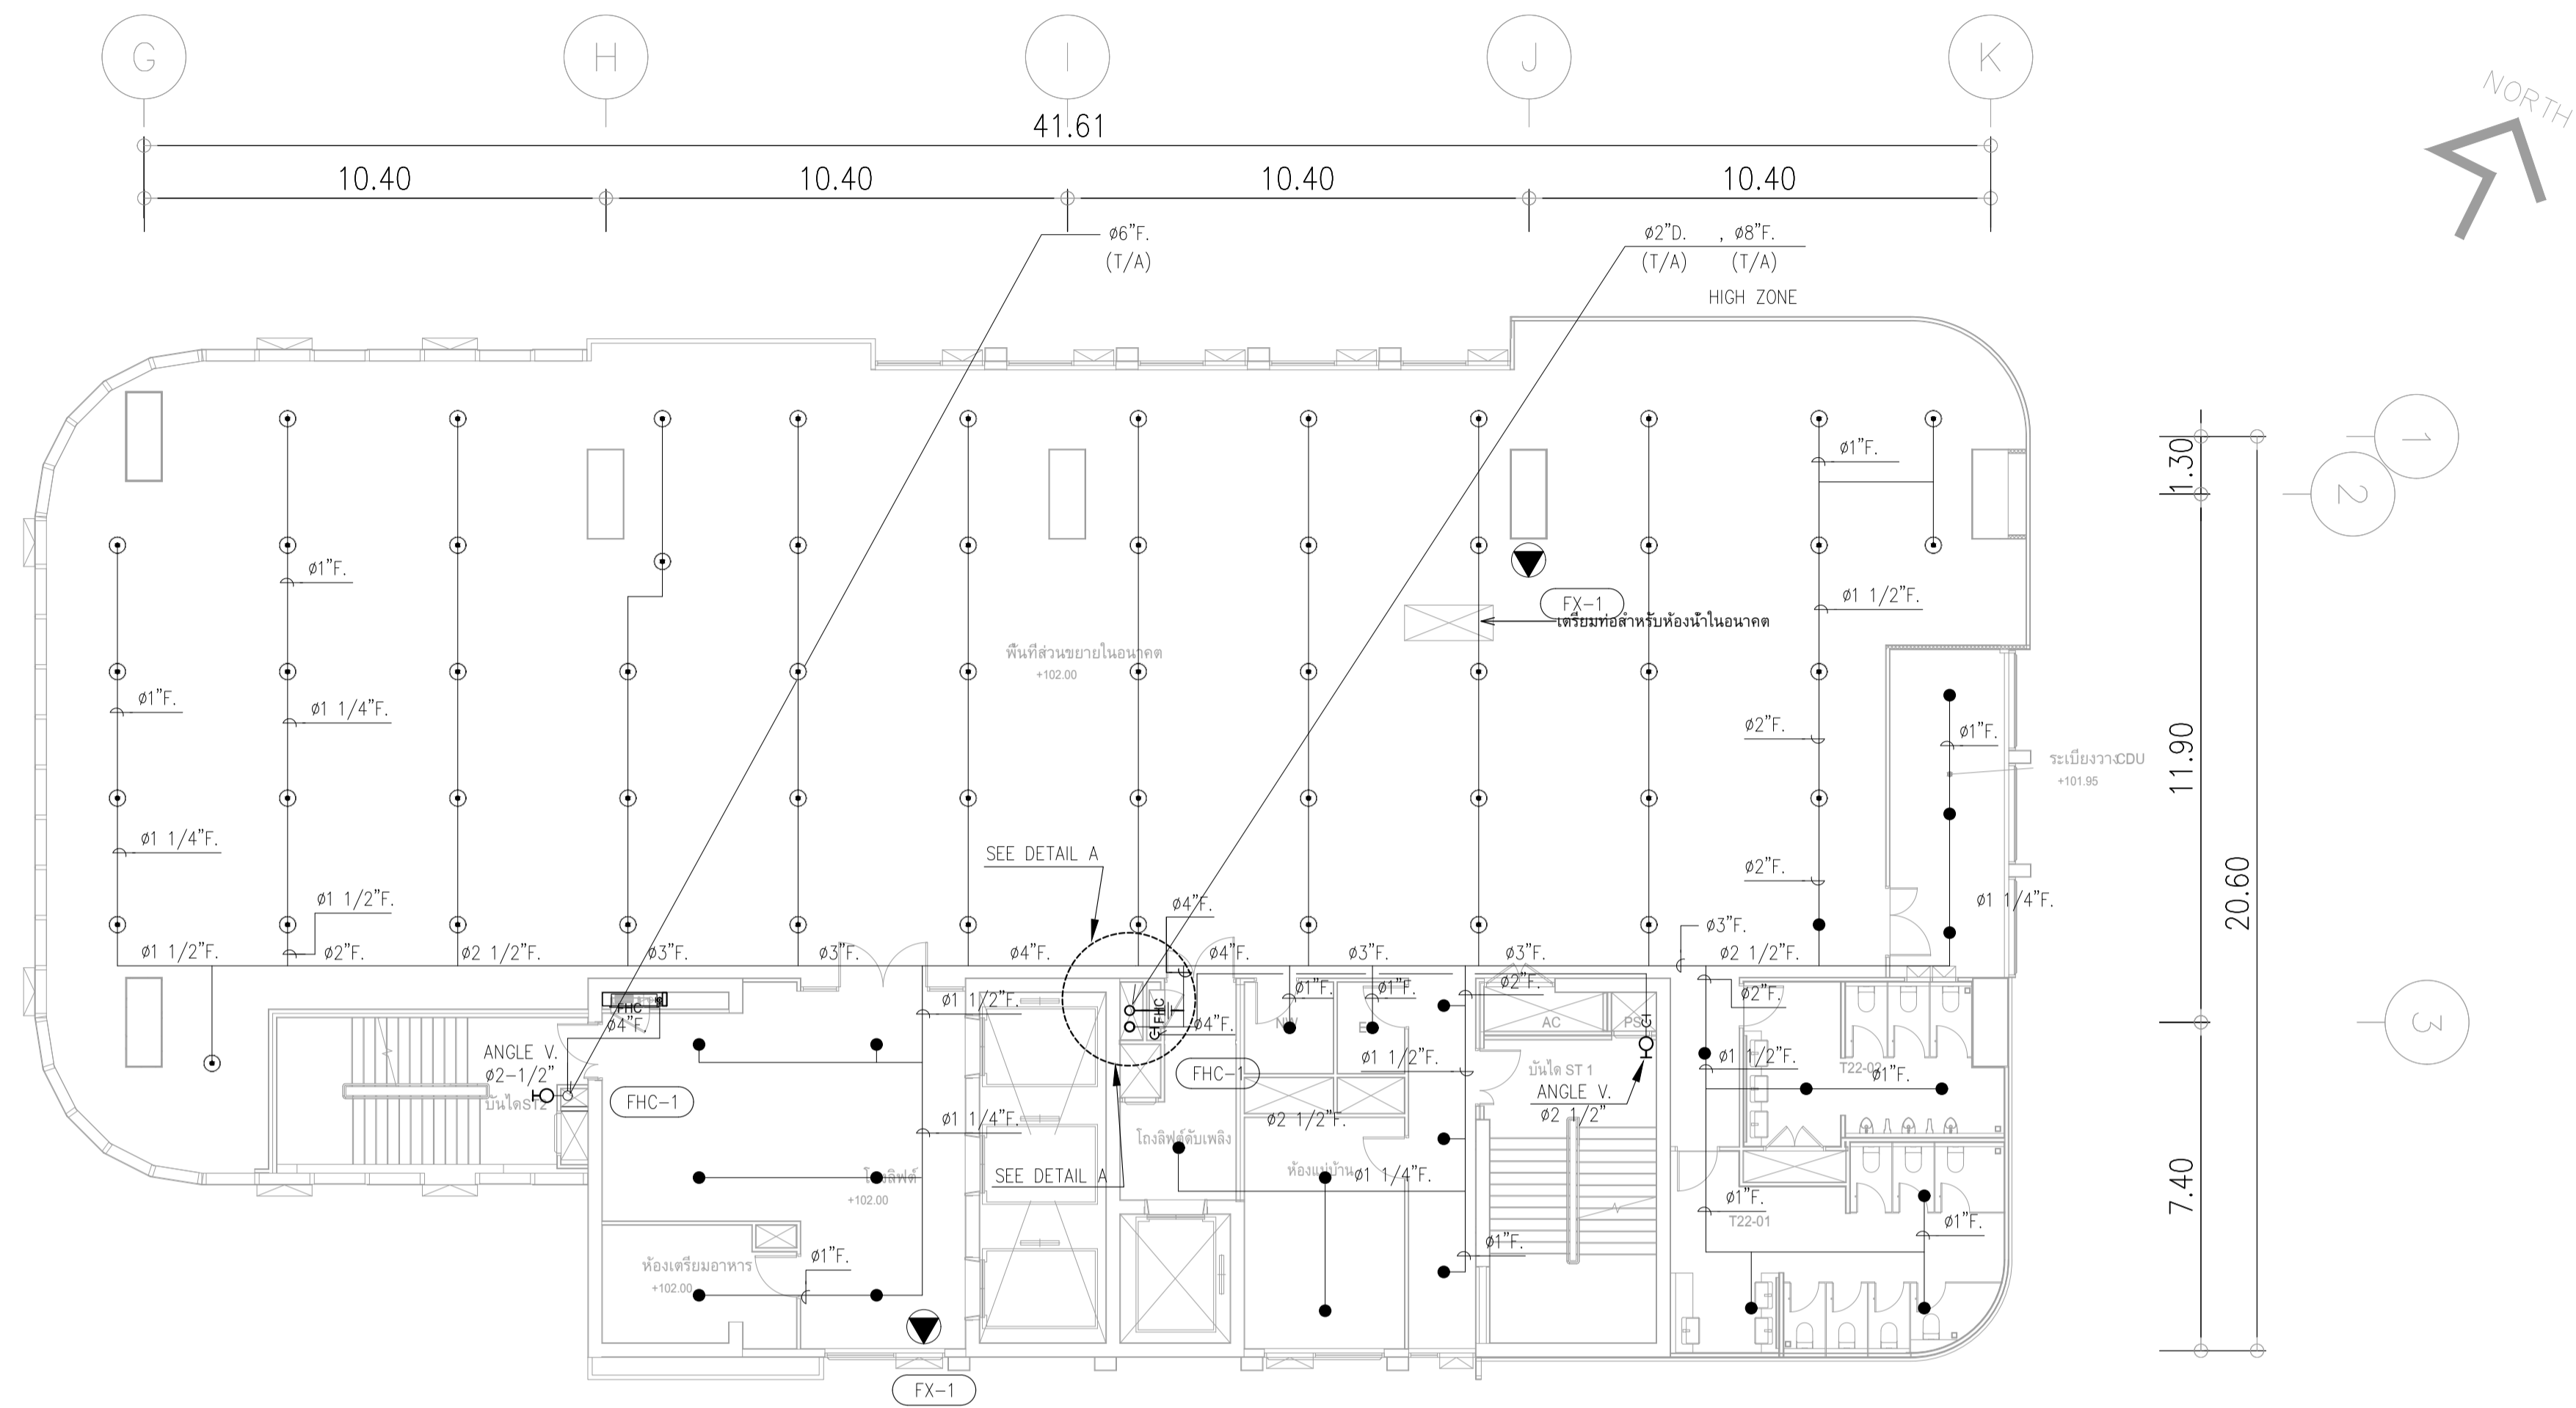 G
H
I
J
K
NORTH
41.61
10.40
10.40
10.40
10.40
ø6"F.
(T/A)
ø2"D. , ø8"F.
(T/A) (T/A)
HIGH ZONE
1
2
3
1.30
11.90
20.60
7.40
ø1"F.
ø1"F.
ø1 1/2"F.
FX-1
เตรียมท่อสำหรับห้องน้ำในอนาคต
พื้นที่ส่วนขยายในอนาคต
+102.00
ø1"F.
ø1 1/4"F.
ø2"F.
ø1"F.
ระเบียงวางCDU
+101.95
ø1 1/4"F.
SEE DETAIL A
ø2"F.
ø1 1/2"F.
ø4"F.
ø1 1/4"F.
ø3"F.
ø1 1/2"F.
ø2"F.
ø2 1/2"F.
ø3"F.
ø3"F.
ø4"F.
ø4"F.
ø3"F.
ø3"F.
ø2 1/2"F.
FHC
ø4"F.
ø1 1/2"F.
FHC
ø4"F.
ø1"F.
ø1"F.
ø2"F.
ø2"F.
AC
PS
ANGLE V.
ø2-1/2"
บันไดST2
FHC-1
FHC-1
ø1 1/2"F.
บันได ST 1
ANGLE V.
ø2 1/2"
ø1 1/2"F.
T22-02
ø1"F.
ø1 1/4"F.
โถงลิฟต์ดับเพลิง
ø2 1/2"F.
โถงลิฟต์
+102.00
SEE DETAIL A
ห้องแม่บ้าน
ø1 1/4"F.
ø1"F.
T22-01
ø1"F.
ห้องเตรียมอาหาร
+102.00
ø1"F.
ø1"F.
FX-1